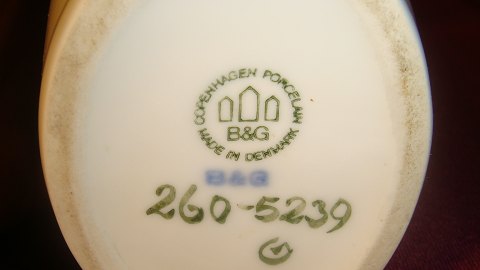 COPENHAGEN PORCELAIN
B&G
MADE IN DENMARK
B&G
260-5239